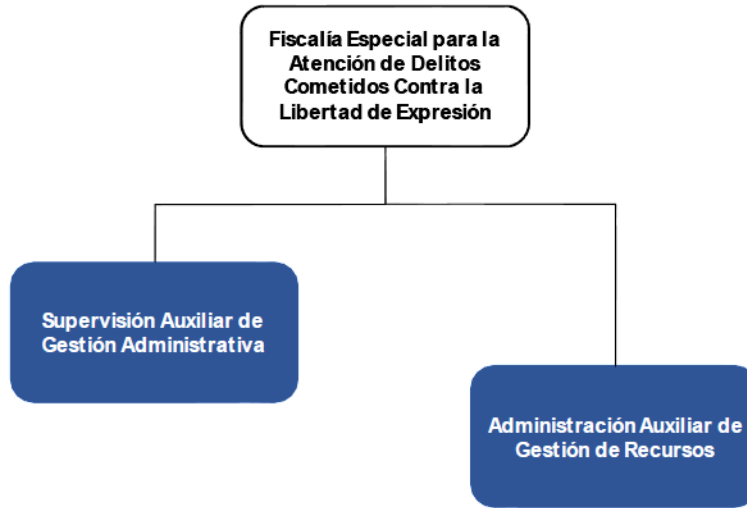 Fiscalía Especial para la
Atención de Delitos
Cometidos Contra la
Libertad de Expresión
Supervisión Auxiliar de
Gestión Administrativa
Administración Auxiliar de
Gestión de Recursos